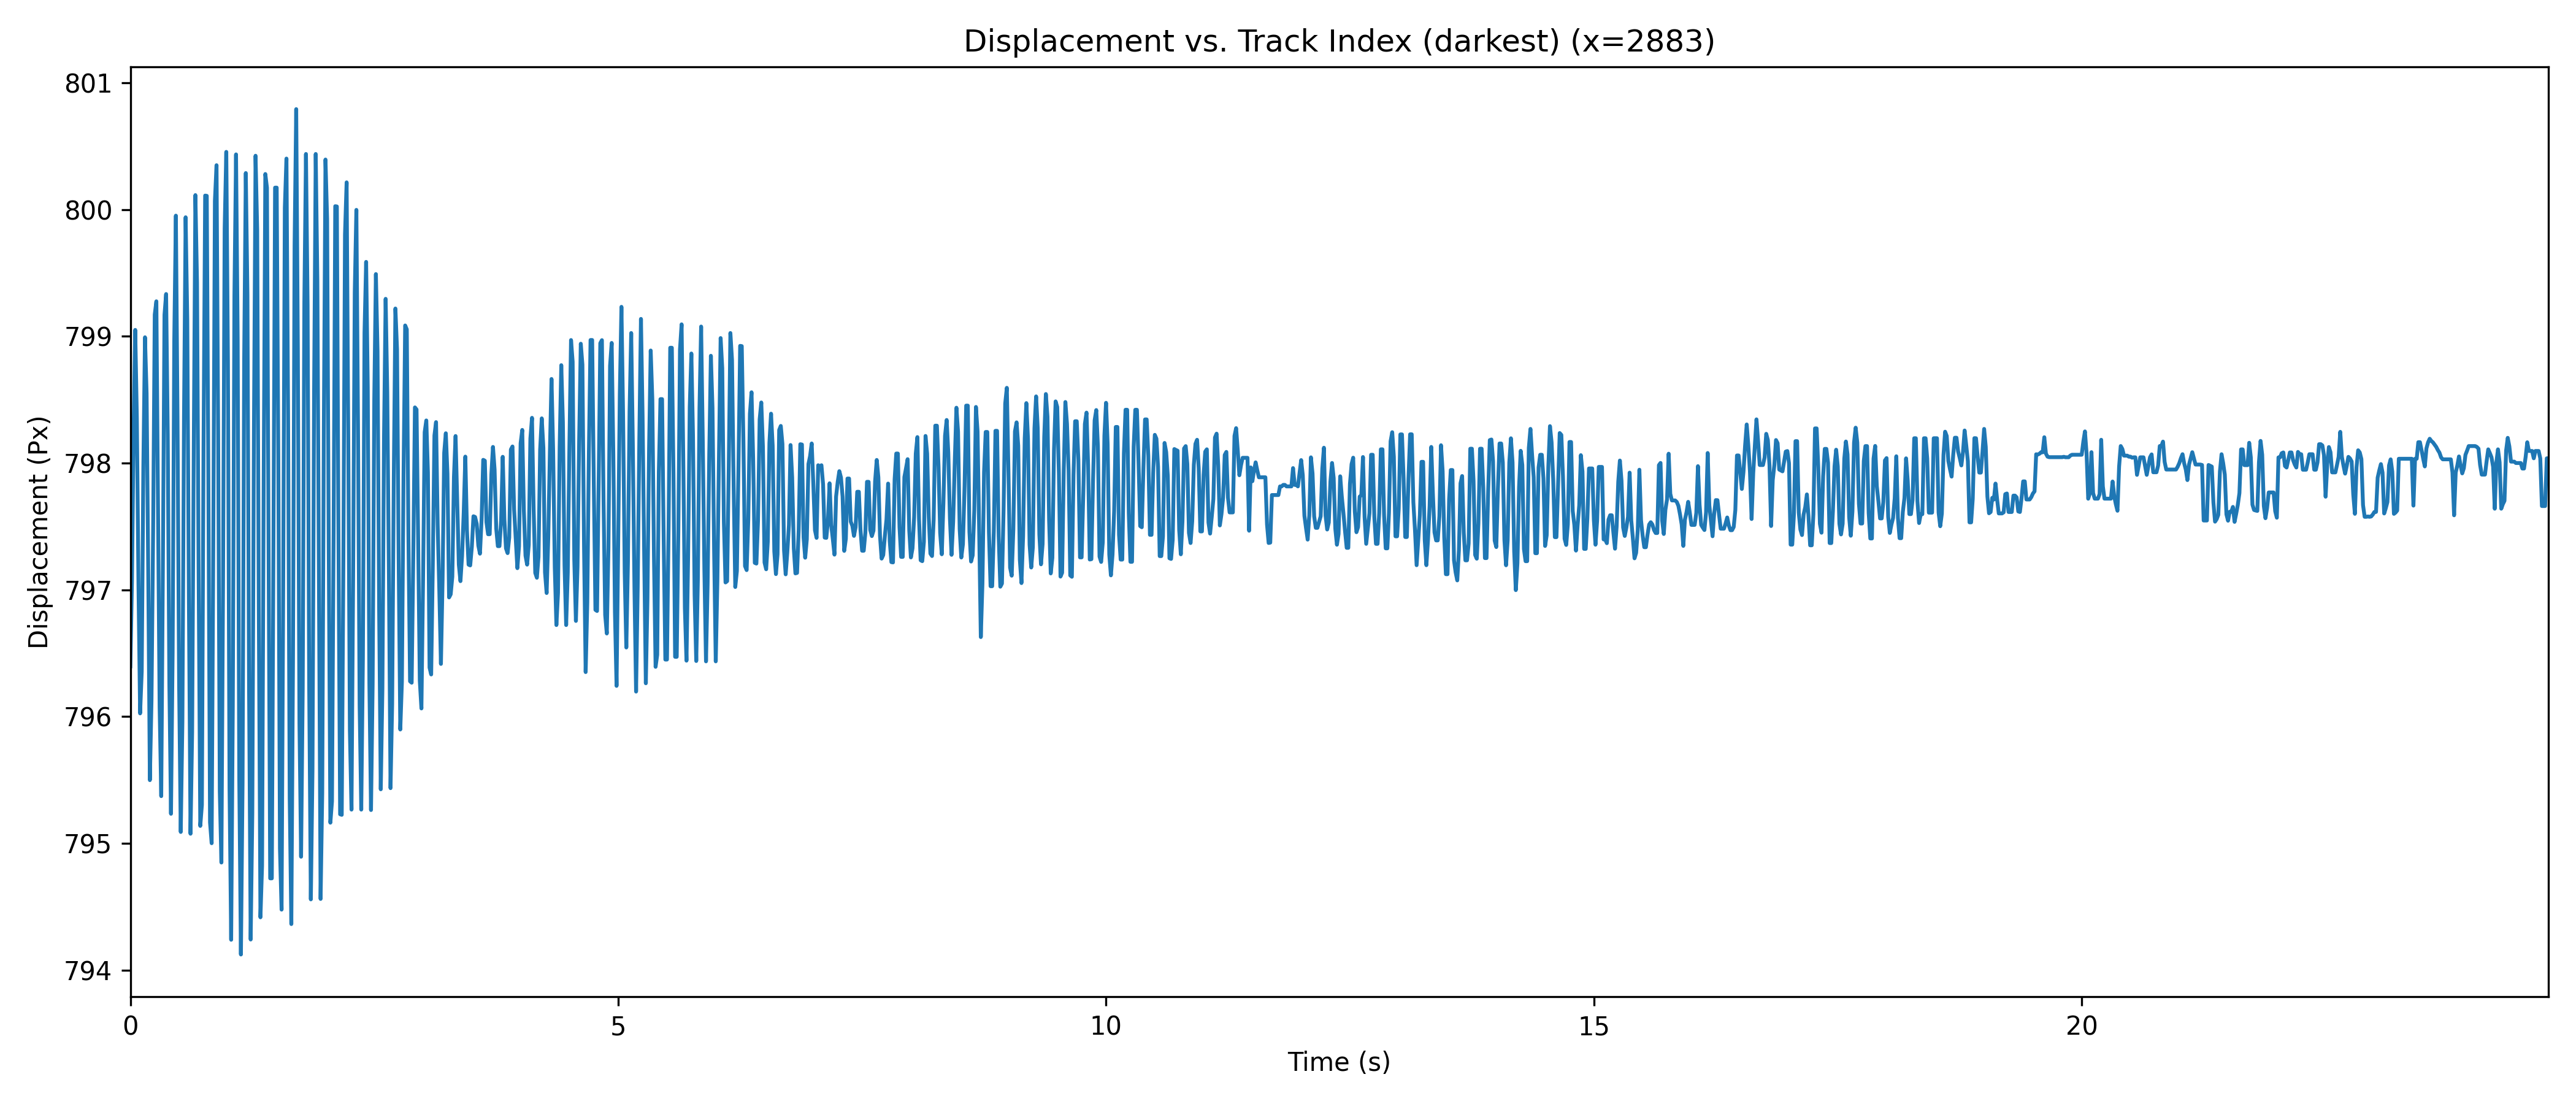 Displacement vs. Track Index (darkest) (x=2883)
801
800
799
798
797
796
795
794
Displacement (Px)
0 5 10 15 20
Time (s)